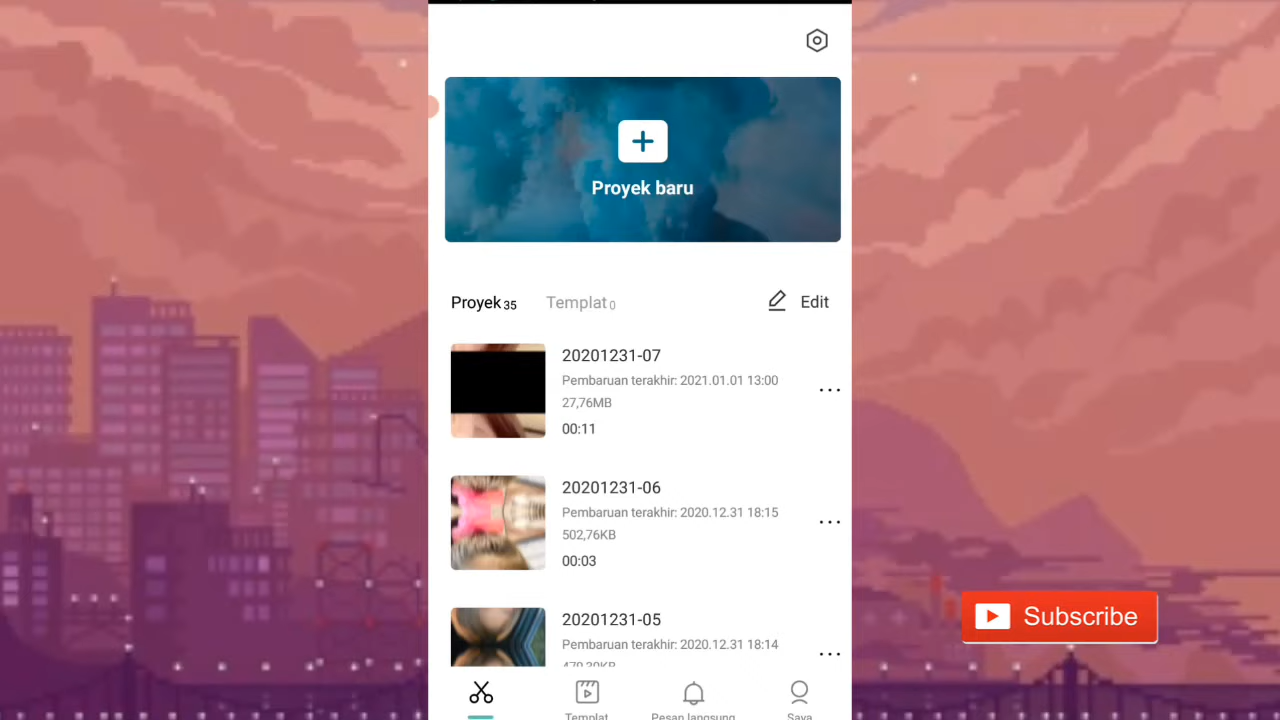 Proyek baru
Proyek 35
Templat 0
Edit
20201231-07
Pembaruan terakhir: 2021.01.01 13:00
27,76MB
00:11
20201231-06
Pembaruan terakhir: 2020.12.31 18:15
502,76KB
00:03
20201231-05
Pembaruan terakhir: 2020.12.31 18:14
Subscribe
Templat
Pesan langsung
Saya